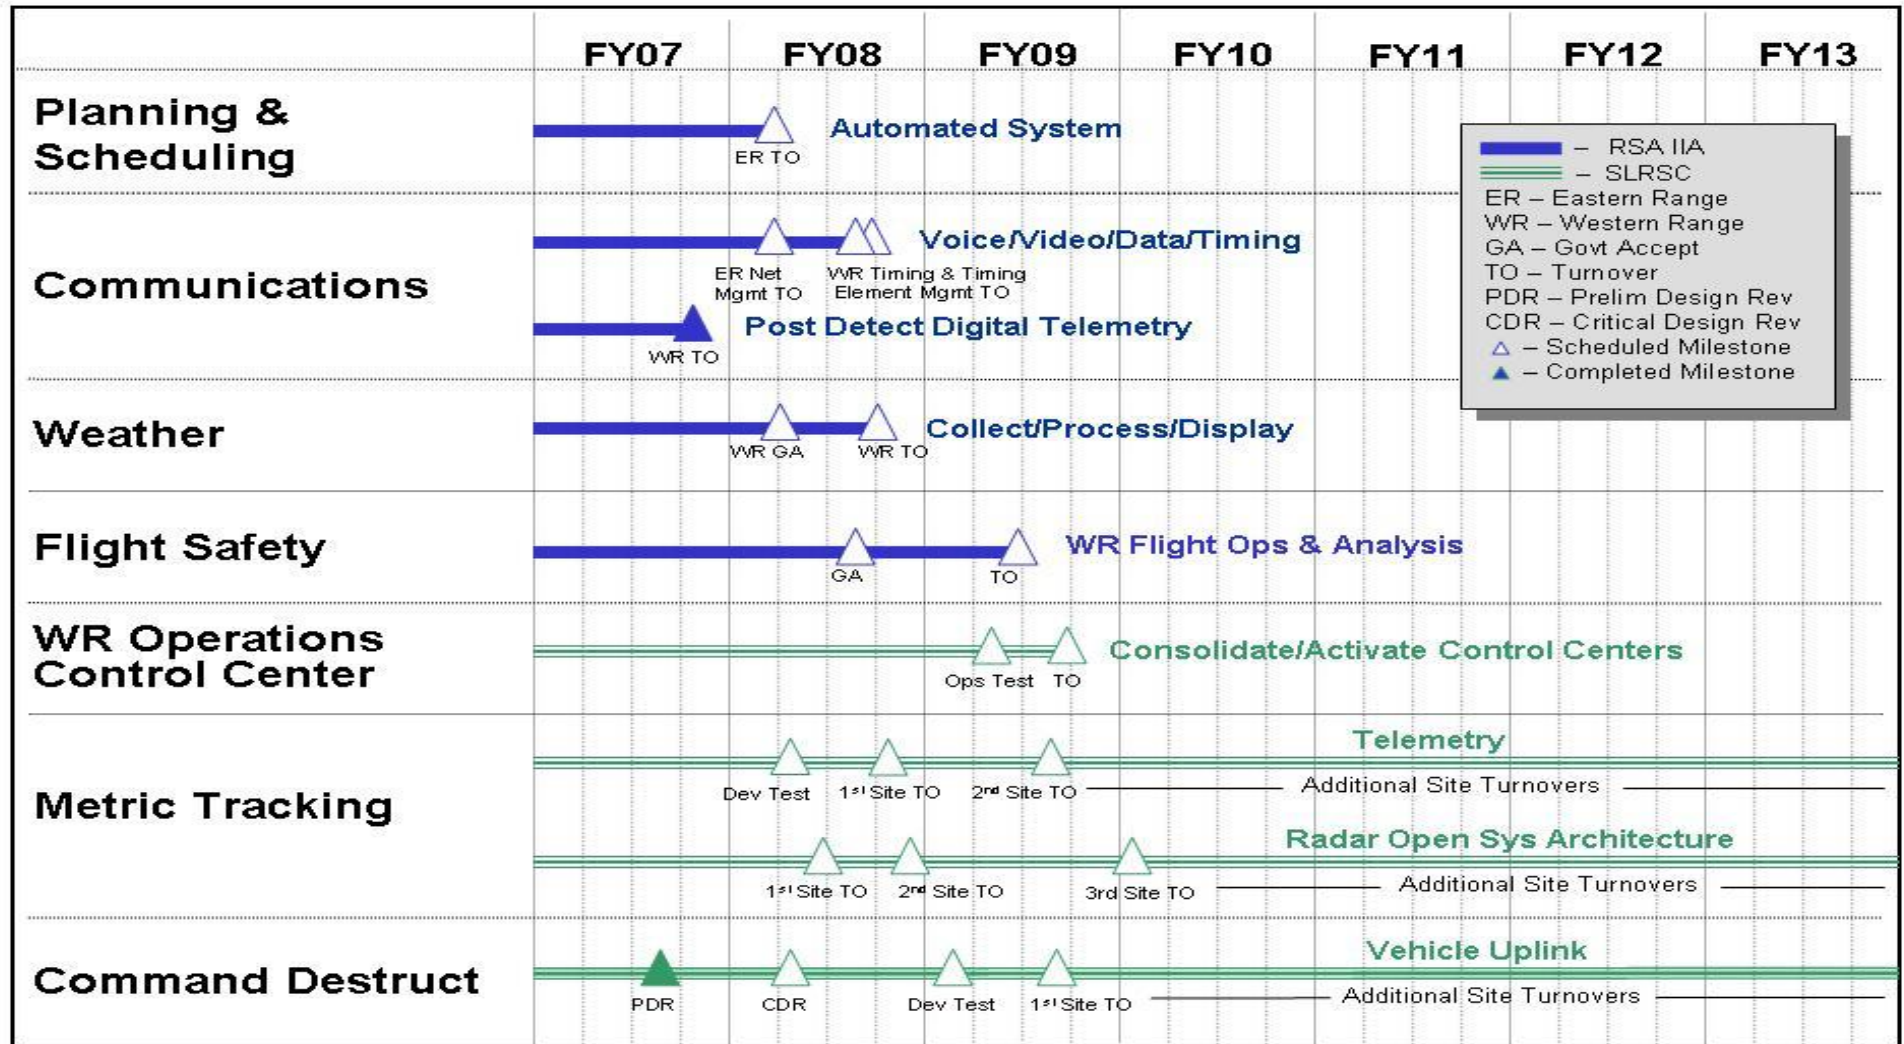 FY07 FY08 FY09 FY10 FY11 FY12 FY13
Planning &
Scheduling
Automated System
ER TO
Communications
Voice/Video/Data/Timing
ER Net
Mgmt TO
WR Timing & Timing
Element Mgmt TO
Post Detect Digital Telemetry
WR TO
Weather
Collect/Process/Display
WR GA
WR TO
Flight Safety
WR Flight Ops & Analysis
GA
TO
WR Operations
Control Center
Consolidate/Activate Control Centers
Ops Test
TO
Metric Tracking
Telemetry
Dev Test
1st Site TO
2nd Site TO
Additional Site Turnovers
Radar Open Sys Architecture
1st Site TO
2nd Site TO
3rd Site TO
Additional Site Turnovers
Command Destruct
Vehicle Uplink
PDR
CDR
Dev Test
1st Site TO
Additional Site Turnovers
– RSA IIA
– SLRSC
ER – Eastern Range
WR – Western Range
GA – Govt Accept
TO – Turnover
PDR – Prelim Design Rev
CDR – Critical Design Rev
– Scheduled Milestone
– Completed Milestone